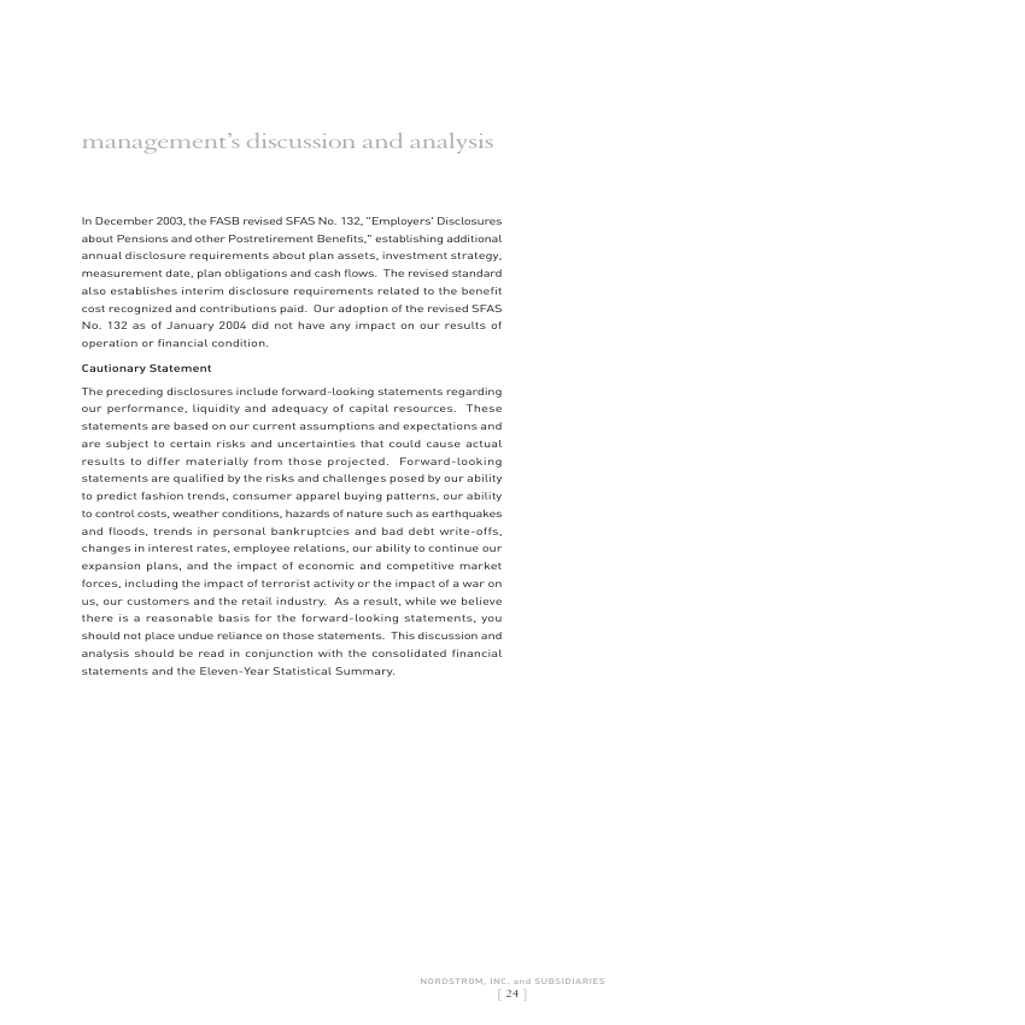 management’s discussion and analysis
In December 2003, the FASB revised SFAS No. 132, “Employers’ Disclosures
about Pensions and other Postretirement Benefits,” establishing additional
annual disclosure requirements about plan assets, investment strategy,
measurement date, plan obligations and cash flows.  The revised standard
also establishes interim disclosure requirements related to the benefit
cost recognized and contributions paid.  Our adoption of the revised SFAS
No. 132 as of January 2004 did not have any impact on our results of
operation or financial condition.
Cautionary Statement
The preceding disclosures include forward-looking statements regarding
our performance, liquidity and adequacy of capital resources.  These
statements are based on our current assumptions and expectations and
are subject to certain risks and uncertainties that could cause actual
results to differ materially from those projected.  Forward-looking
statements are qualified by the risks and challenges posed by our ability
to predict fashion trends, consumer apparel buying patterns, our ability
to control costs, weather conditions, hazards of nature such as earthquakes
and floods, trends in personal bankruptcies and bad debt write-offs,
changes in interest rates, employee relations, our ability to continue our
expansion plans, and the impact of economic and competitive market
forces, including the impact of terrorist activity or the impact of a war on
us, our customers and the retail industry.  As a result, while we believe
there is a reasonable basis for the forward-looking statements, you
should not place undue reliance on those statements.  This discussion and
analysis should be read in conjunction with the consolidated financial
statements and the Eleven-Year Statistical Summary.
NORDSTROM, INC. and SUBSIDIARIES
[ 24 ]